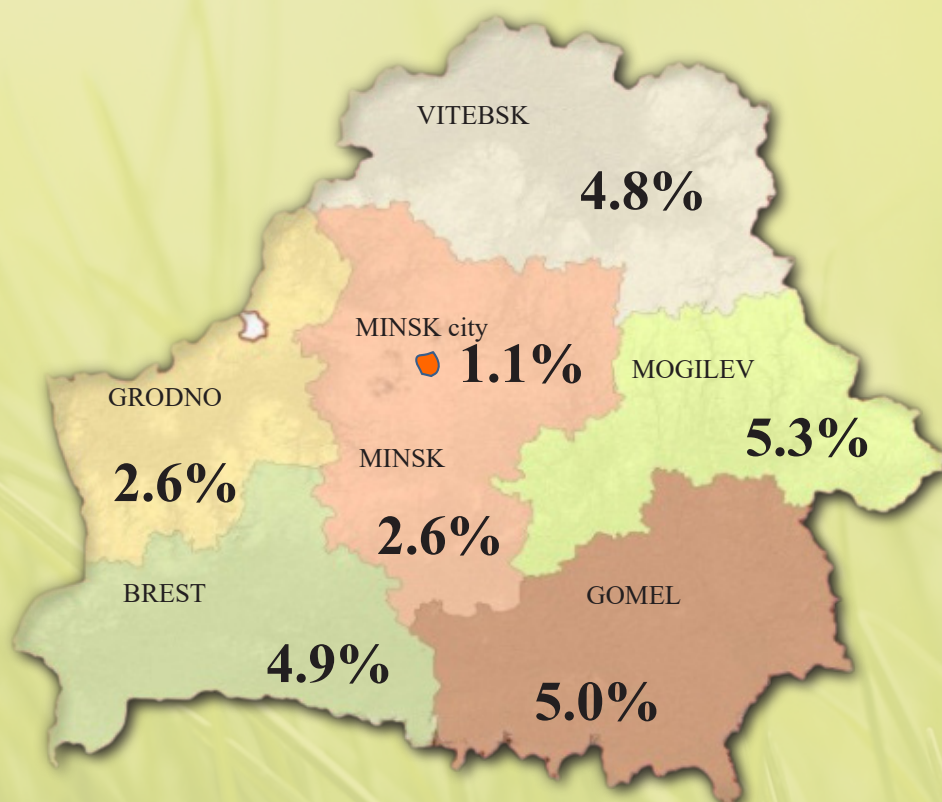 VITEBSK
4.8%
MINSK city
1.1%
MOGILEV
5.3%
GRODNO
2.6%
MINSK
2.6%
BREST
4.9%
GOMEL
5.0%